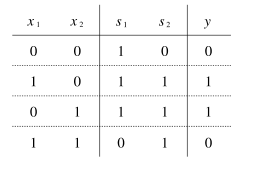 x₁ x₂ s₁ s₂ y
0 0 1 0 0
1 0 1 1 1
0 1 1 1 1
1 1 0 1 0